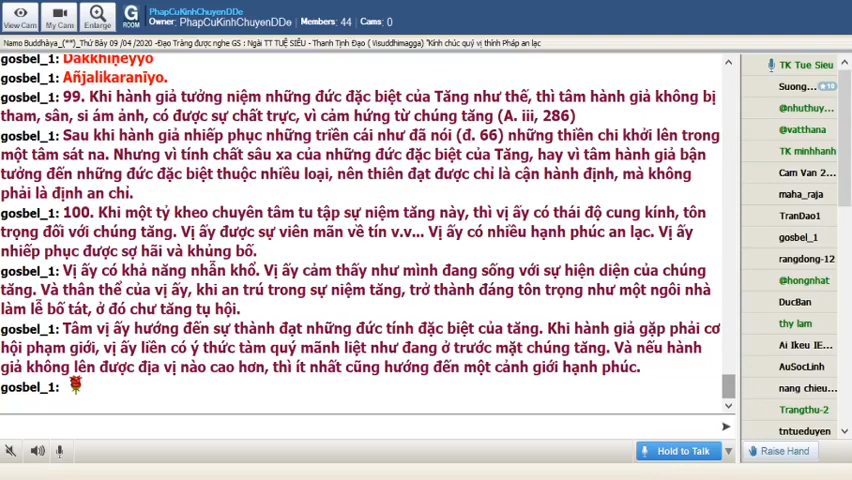 PhapCuKinhChuyenDDe
Owner: PhapCuKinhChuyenDDe Members: 44 Cams: 0
View Cam
My Cam
Enlarge
G ROOM
Namo Buddhàya_(**)_Thứ Bảy 09 /04 /2020 -Đạo Tràng được nghe GS : Ngài TT TUỆ SIÊU - Thanh Tịnh Đạo ( Visuddhimagga) "Kính chúc quý vị thính Pháp an lạc
gosbel_1: Dakkhiṇeyyo
gosbel_1: Añjalikaranīyo.
gosbel_1: 99. Khi hành giả tưởng niệm những đức đặc biệt của Tăng như thế, thì tâm hành giả không bị
tham, sân, si ám ảnh, có được sự chất trực, vì cảm hứng từ chúng tăng (A. iii, 286)
gosbel_1: Sau khi hành giả nhiếp phục những triền cái như đã nói (đ. 66) những thiền chi khởi lên trong
một tâm sát na. Nhưng vì tính chất sâu xa của những đức đặc biệt của Tăng, hay vì tâm hành giả bận
tưởng đến những đức đặc biệt thuộc nhiều loại, nên thiên đạt được chỉ là cận hành định, mà không
phải là định an chỉ.
gosbel_1: 100. Khi một tỷ kheo chuyên tâm tu tập sự niệm tăng này, thì vị ấy có thái độ cung kính, tôn
trọng đối với chúng tăng. Vị ấy được sự viên mãn về tín v.v... Vị ấy có nhiều hạnh phúc an lạc. Vị ấy
nhiếp phục được sợ hãi và khủng bố.
gosbel_1: Vị ấy có khả năng nhẫn khổ. Vị ấy cảm thấy như mình đang sống với sự hiện diện của chúng
tăng. Và thân thể của vị ấy, khi an trú trong sự niệm tăng, trở thành đáng tôn trọng như một ngôi nhà
làm lễ bố tát, ở đó chư tăng tụ hội.
gosbel_1: Tâm vị ấy hướng đến sự thành đạt những đức tính đặc biệt của tăng. Khi hành giả gặp phải cơ
hội phạm giới, vị ấy liền có ý thức tàm quý mãnh liệt như đang ở trước mặt chúng tăng. Và nếu hành
giả không lên được địa vị nào cao hơn, thì ít nhất cũng hướng đến một cảnh giới hạnh phúc.
gosbel_1:
Hold to Talk
TK Tue Sieu
Suong...
+10
@nhuthuy...
@vatthana
TK minhhanh
Cam Van 2...
maha_raja
TranDao1
gosbel_1
rangdong-12
@hongnhat
DucBan
thy lam
Ai Ikeu IE...
AuSocLinh
nang chieu...
Trangthu-2
tntueduyen
Raise Hand